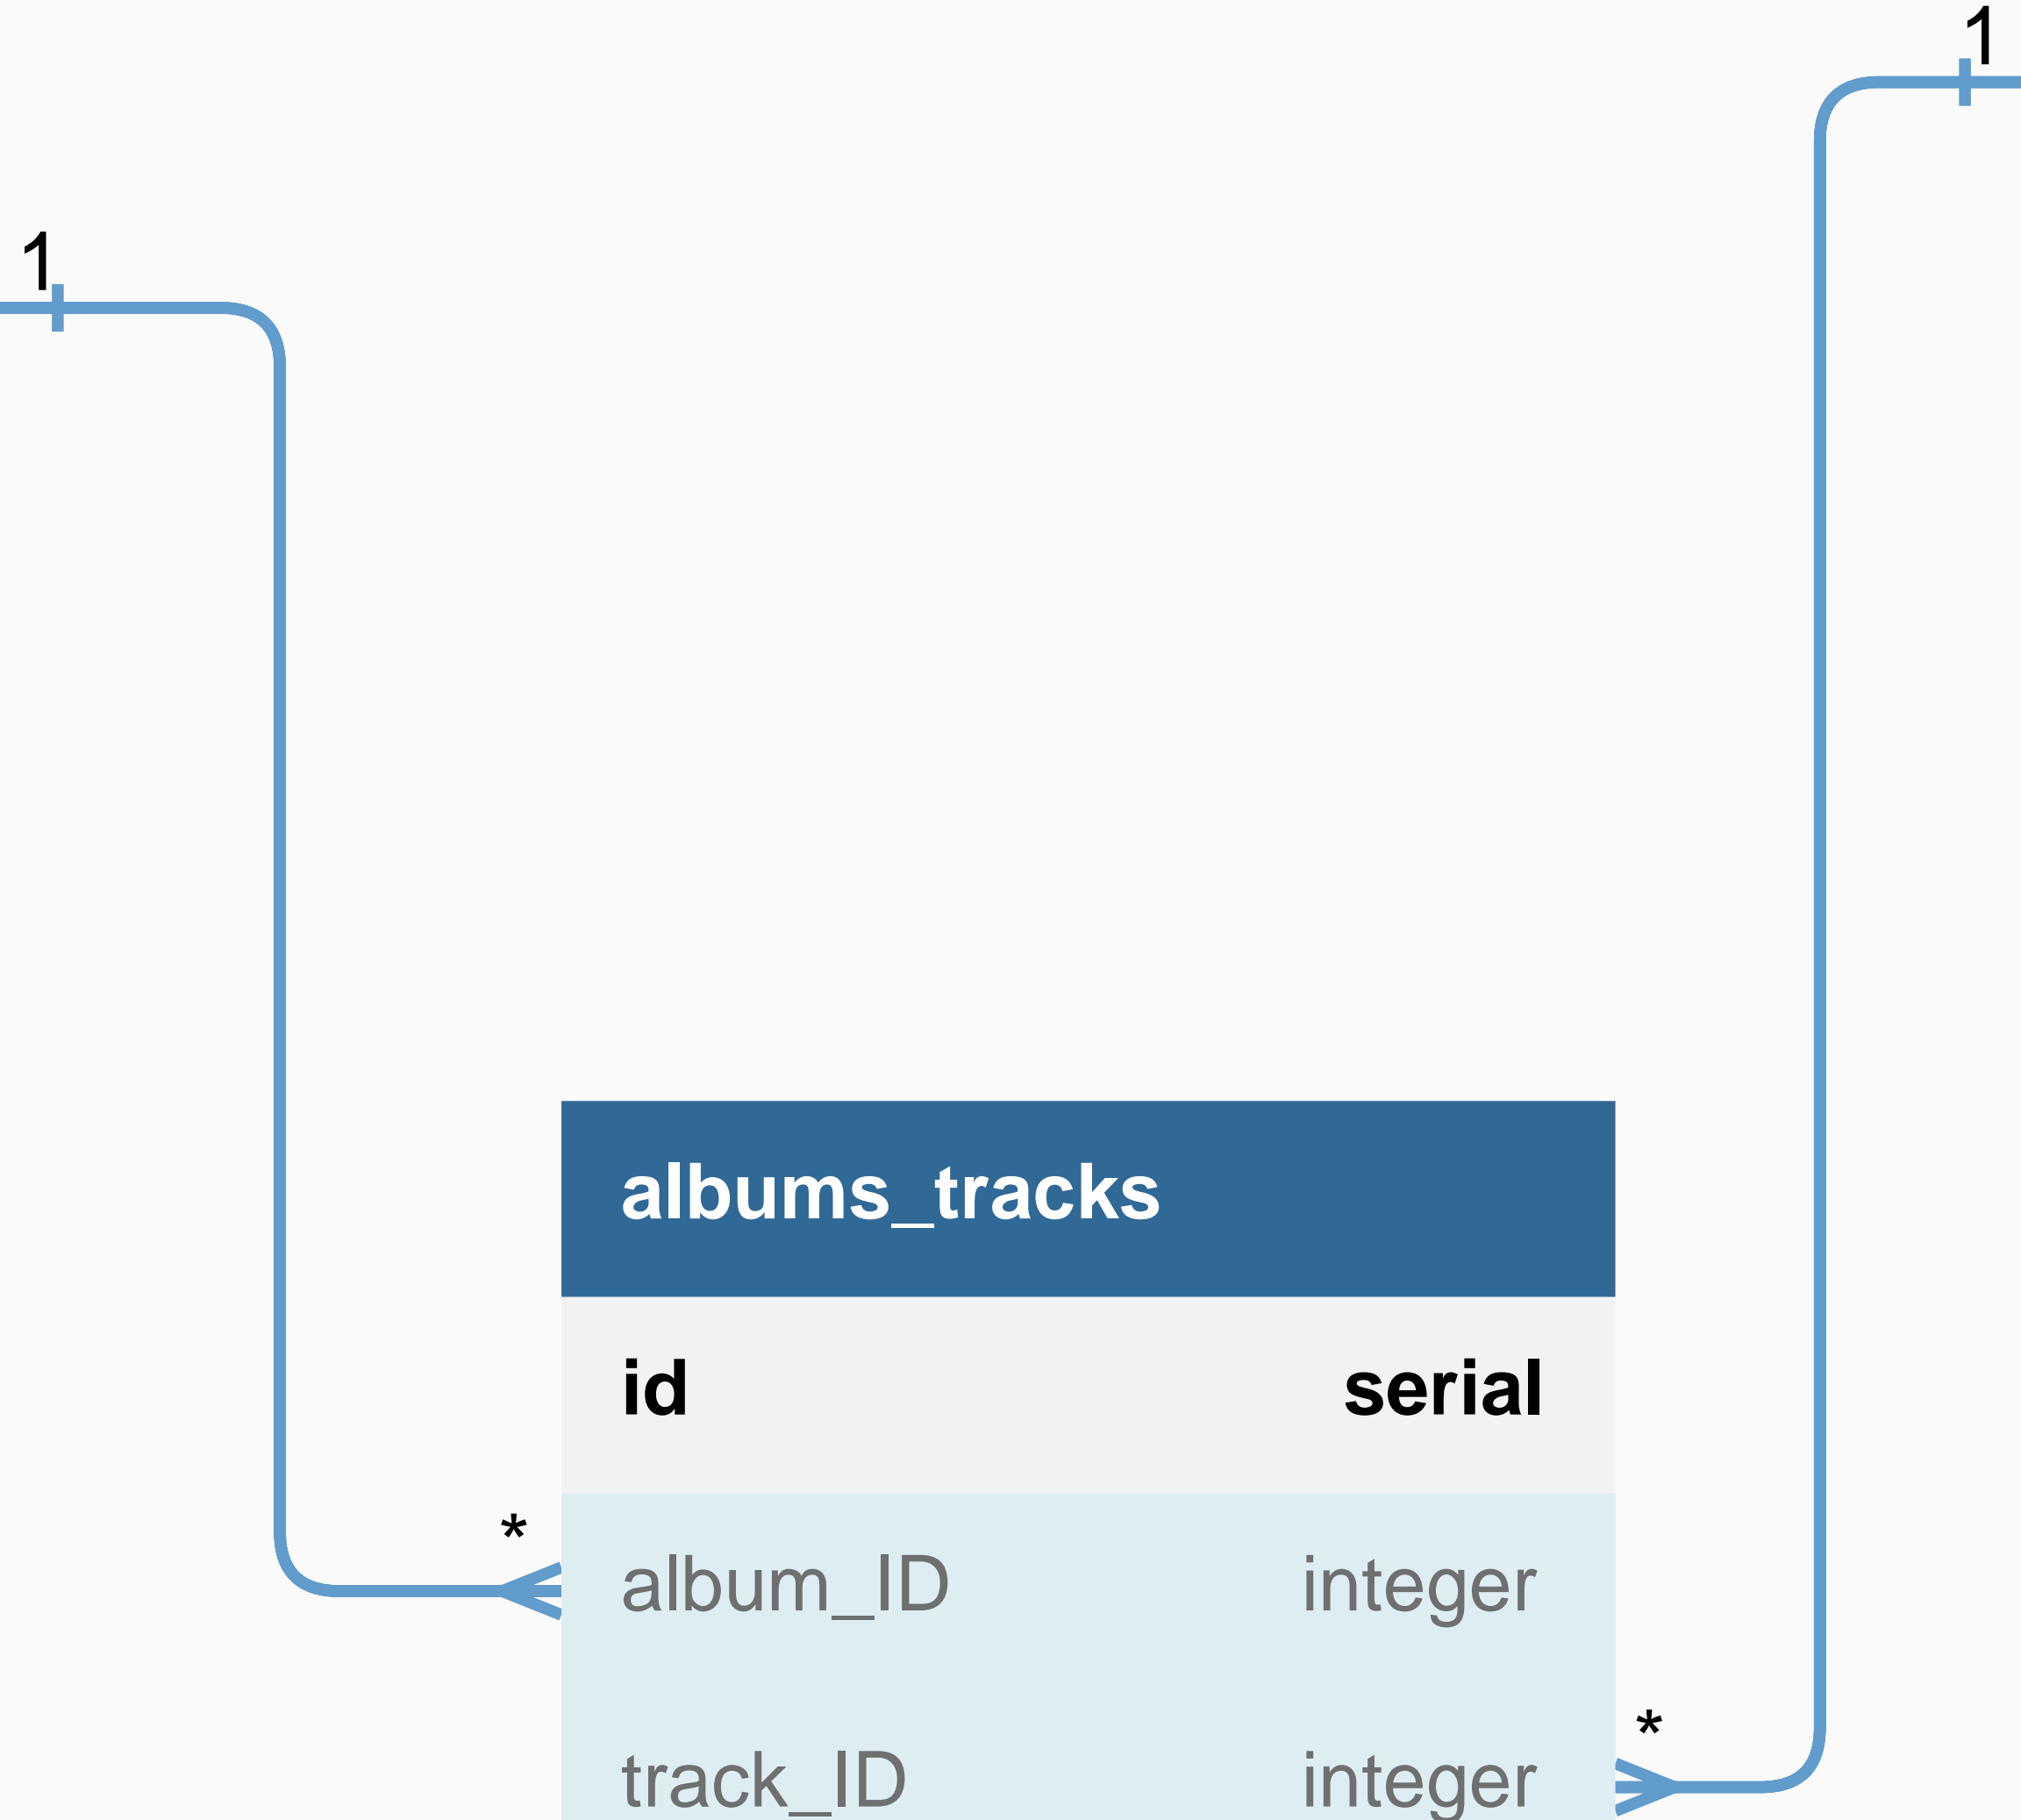 1
1
albums_tracks
id serial
*
album_ID integer
*
track_ID integer